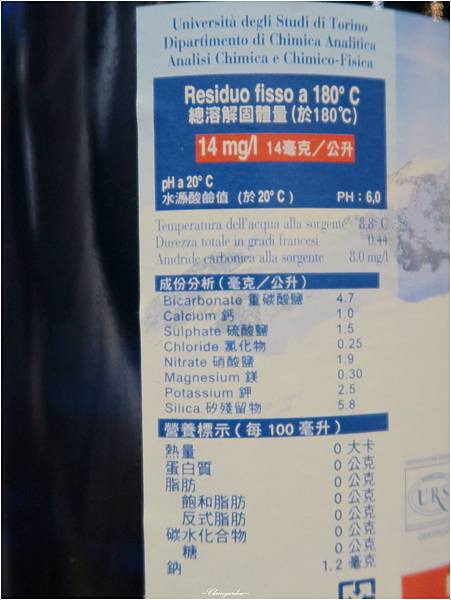 Università degli Studi di Torino
Dipartimento di Chimica Analitica
Analisi Chimica e Chimico-Fisica
Residuo fisso a 180° C
總溶解固體量(於180℃)
14 mg/l 14毫克/公升
pH a 20° C
水源酸鹼值 (於20°C) PH:6,0
Temperatura dell'acqua alla sorgente 8,8° C
Durezza totale in gradi francesi 0,44
Anidride carbonica alla sorgente 8.0 mg/l
成份分析(毫克/公升)
Bicarbonate 重碳酸鹽 4.7
Calcium 鈣 1.0
Sulphate 硫酸鹽 1.5
Chloride 氯化物 0.25
Nitrate 硝酸鹽 1.9
Magnesium 鎂 0.30
Potassium 鉀 2.5
Silica 矽殘留物 5.8
營養標示(每100毫升)
熱量 0 大卡
蛋白質 0 公克
脂肪 0 公克
飽和脂肪 0 公克
反式脂肪 0 公克
碳水化合物 0 公克
糖 0 公克
鈉 1.2 毫克
URS